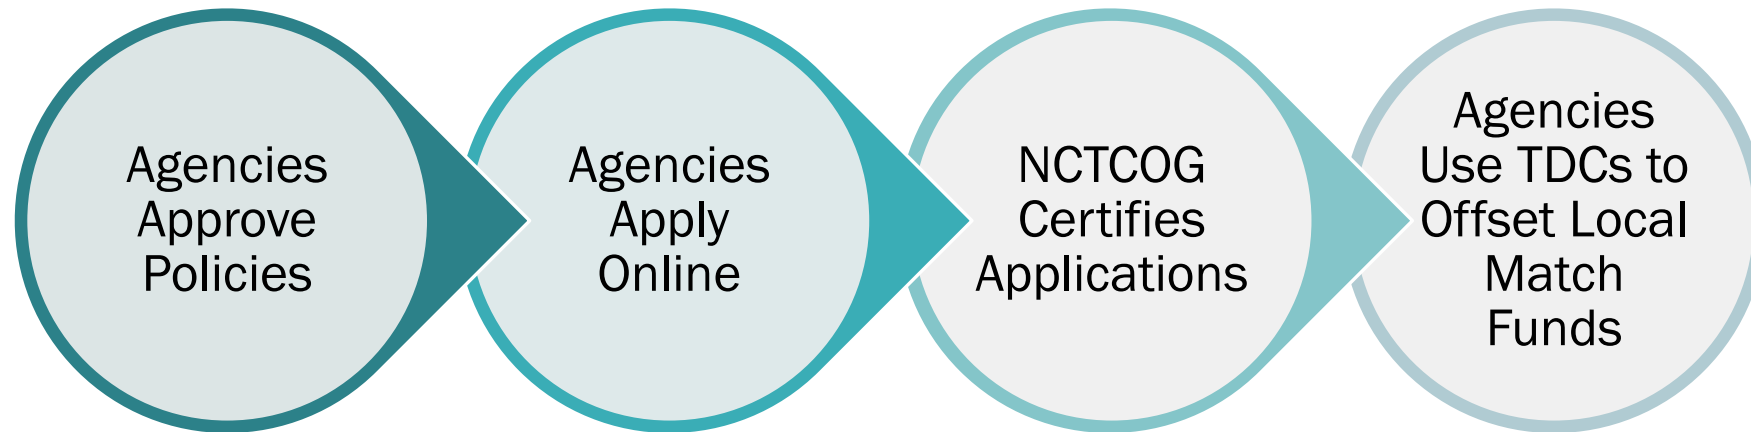 Agencies
Approve
Policies
Agencies
Apply
Online
NCTCOG
Certifies
Applications
Agencies
Use TDCs to
Offset Local
Match
Funds